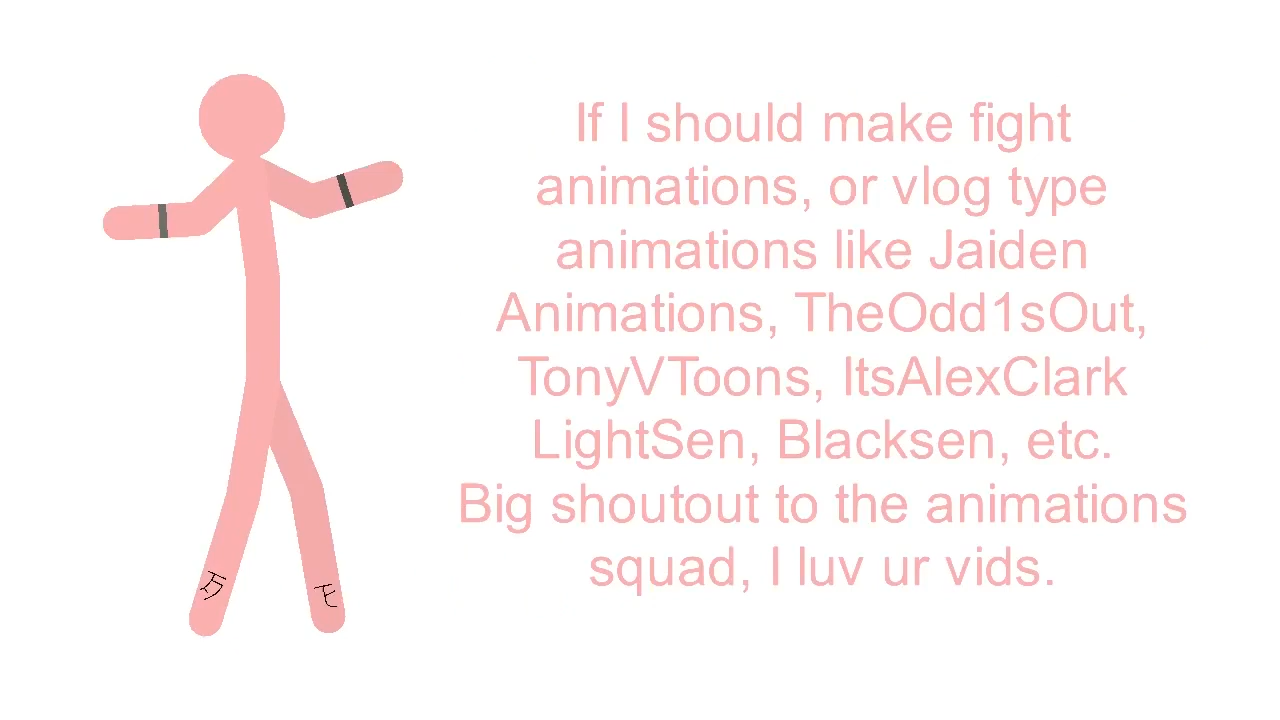 If I should make fight
animations, or vlog type
animations like Jaiden
Animations, TheOdd1sOut,
TonyVToons, ItsAlexClark
LightSen, Blacksen, etc.
Big shoutout to the animations
squad, I luv ur vids.